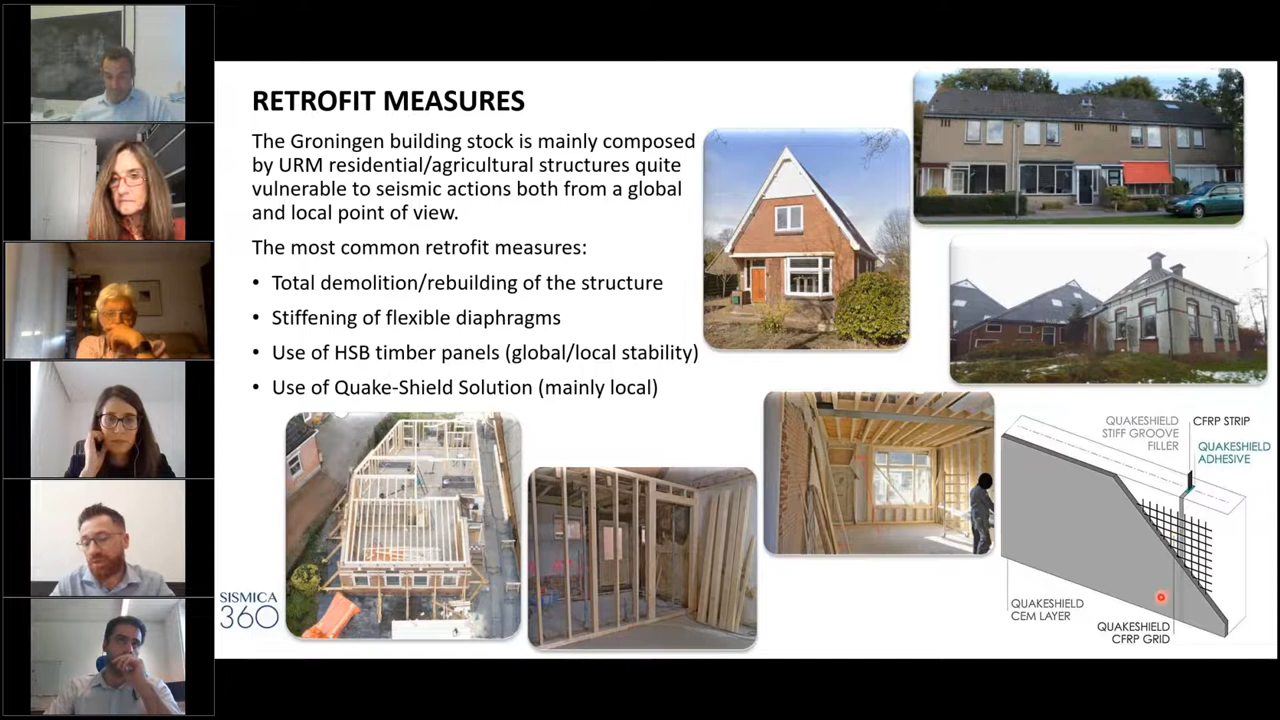 RETROFIT MEASURES
The Groningen building stock is mainly composed
by URM residential/agricultural structures quite
vulnerable to seismic actions both from a global
and local point of view.
The most common retrofit measures:
• Total demolition/rebuilding of the structure
• Stiffening of flexible diaphragms
• Use of HSB timber panels (global/local stability)
• Use of Quake-Shield Solution (mainly local)
QUAKESHIELD
STIFF GROOVE
FILLER
CFRP STRIP
QUAKESHIELD
ADHESIVE
QUAKESHIELD
CEM LAYER
QUAKESHIELD
CFRP GRID
SISMICA
360